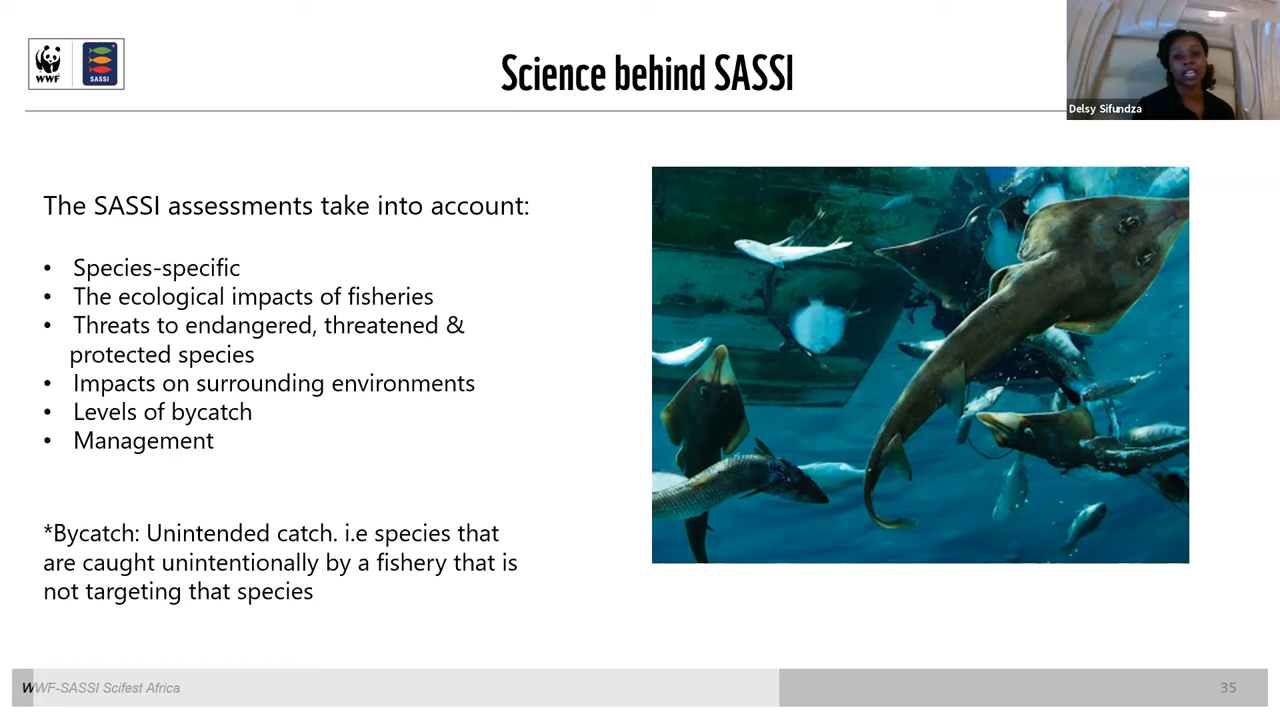 WWF
SASSI
Science behind SASSI
Delsy Sifundza
The SASSI assessments take into account:
• Species-specific
• The ecological impacts of fisheries
• Threats to endangered, threatened &
protected species
• Impacts on surrounding environments
• Levels of bycatch
• Management
*Bycatch: Unintended catch. i.e species that
are caught unintentionally by a fishery that is
not targeting that species
WWF-SASSI Scifest Africa
35